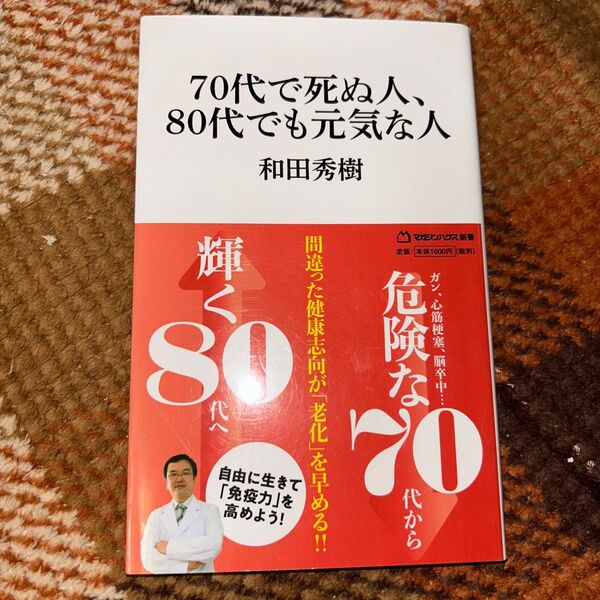 70代で死ぬ人、
80代でも元気な人
和田秀樹
マガジンハウス新書
定価:本体1000円(税別)
ガン、心筋梗塞、脳卒中…
危険な
70
代から
間違った健康志向が「老化」を早める!!
輝く
80
代へ
自由に生きて
「免疫力」を
高めよう!